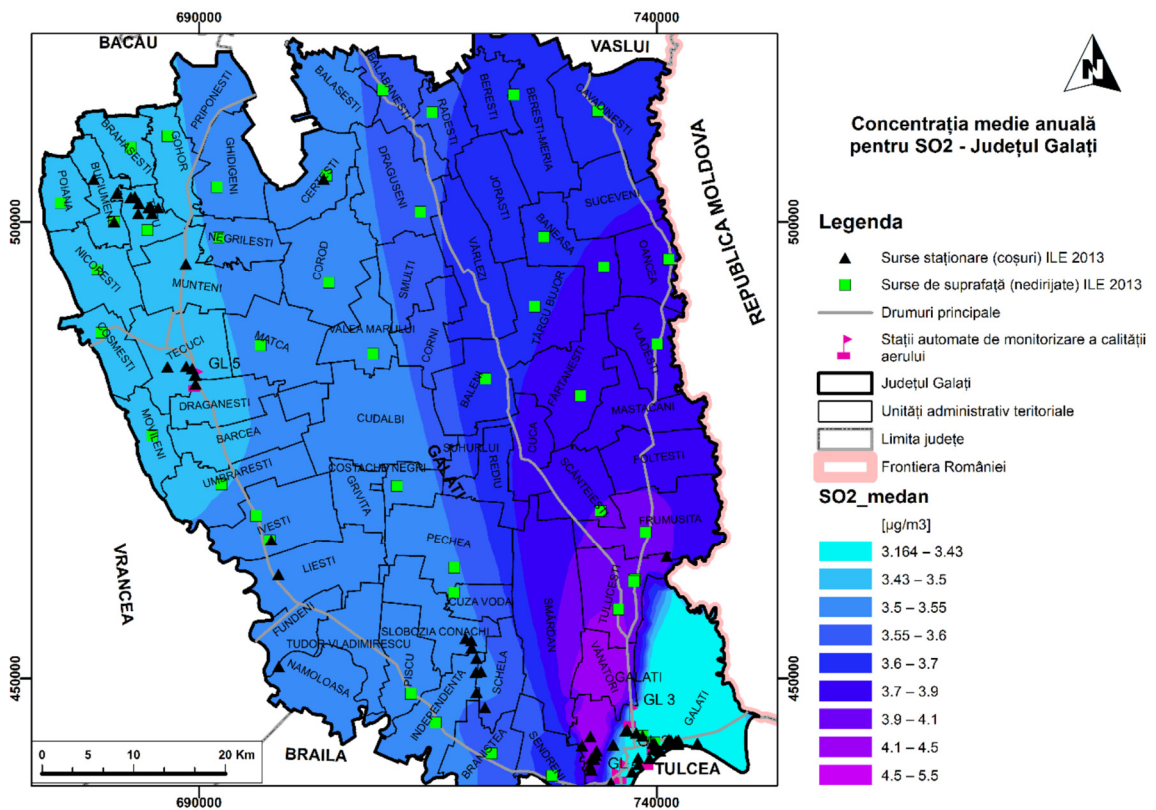 690000
740000
BACAU
VASLUI
N
Concentrația medie anuală
pentru SO2 - Județul Galați
REPUBLICA MOLDOVA
500000
500000
450000
450000
BRAHASESTI
GOHOR
PRIPONESTI
BALASESTI
BALABANESTI
RADESTI
BERESTI
BERESTI-MERIA
CAVADINESTI
POIANA
BUCIUMENI
GHIDIGENI
CERTESTI
DRAGUSENI
JORASTI
SUCEVENI
NEGRILESTI
COROD
BANEASA
OANCEA
NICORESTI
MUNTENI
SMULTI
VÂRLEZI
TÂRGU BUJOR
VALEA MARULUI
COSMESTI
TECUCI
GL 5
MATCA
CORNI
BALENI
FÂRTANESTI
VLADESTI
DRAGANESTI
CUDALBI
MASTACANI
MOVILENI
BARCEA
CUCA
SUHURLUI
FOLTESTI
UMBRARESTI
COSTACHE NEGRI
GALATI
REDIU
SCÂNTEIESTI
GRIVITA
IVESTI
FRUMUSITA
PECHEA
LIESTI
TULUCESTI
CUZA VODA
FUNDENI
SMÂRDAN
SLOBOZIA CONACHI
TUDOR VLADIMIRESCU
VÂNATORI
NAMOLOASA
PISCU
SCHELA
GALATI
INDEPENDENTA
GL 3
GALATI
BRANISTEA
SENDRENI
VRANCEA
BRAILA
TULCEA
0 5 10 20 Km
690000
740000
Legenda
Surse staționare (coșuri) ILE 2013
Surse de suprafață (nedirijate) ILE 2013
Drumuri principale
Stații automate de monitorizare a calității
aerului
Județul Galați
Unități administrativ teritoriale
Limita județe
Frontiera României
SO2_medan
[µg/m3]
3.164 – 3.43
3.43 – 3.5
3.5 – 3.55
3.55 – 3.6
3.6 – 3.7
3.7 – 3.9
3.9 – 4.1
4.1 – 4.5
4.5 – 5.5